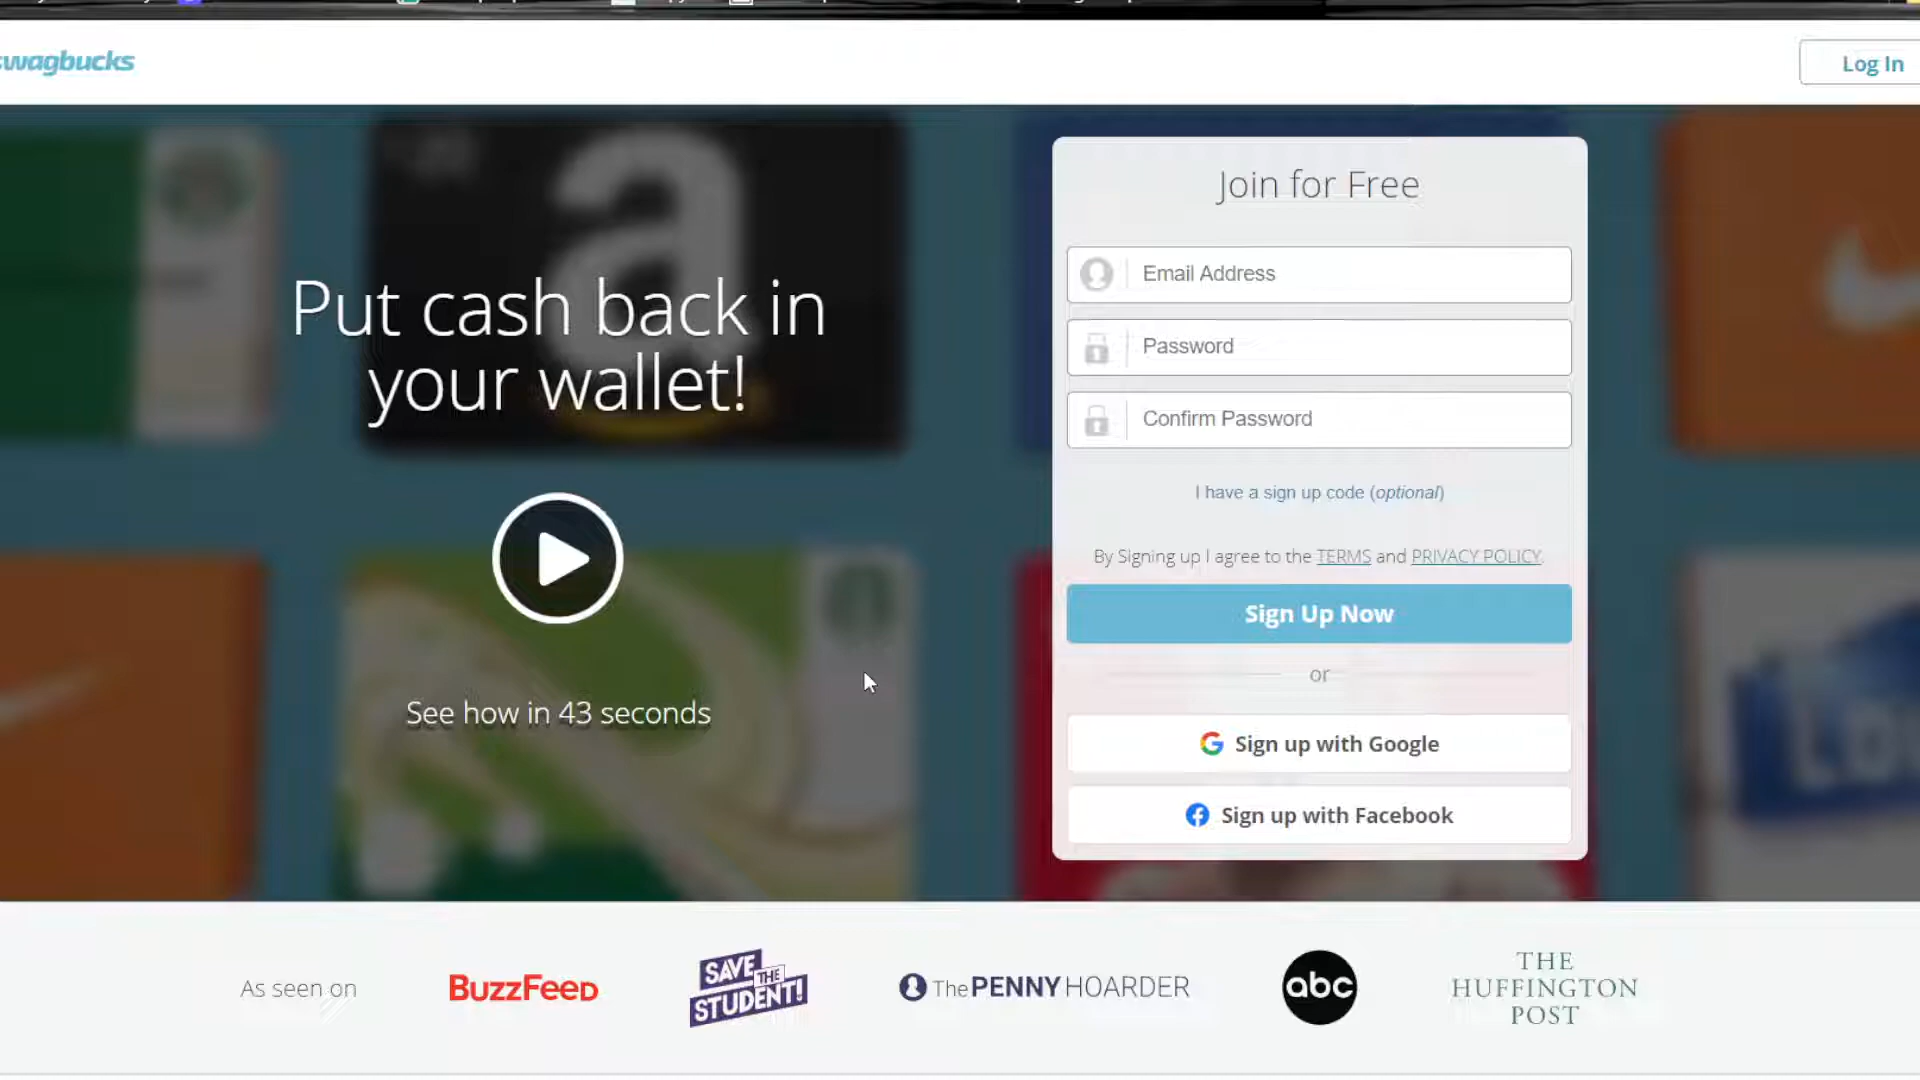 swagbucks
Log In
Join for Free
Email Address
Password
Confirm Password
I have a sign up code (optional)
By Signing up I agree to the TERMS and PRIVACY POLICY.
Sign Up Now
or
Sign up with Google
Sign up with Facebook
Put cash back in
your wallet!
See how in 43 seconds
As seen on
BuzzFeed
SAVE THE
STUDENT!
The PENNY HOARDER
abc
THE
HUFFINGTON
POST